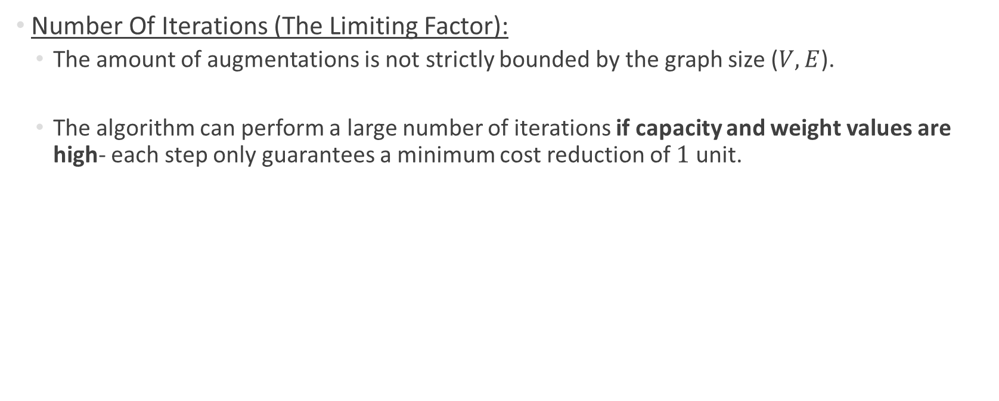 • Number Of Iterations (The Limiting Factor):
• The amount of augmentations is not strictly bounded by the graph size (V, E).
• The algorithm can perform a large number of iterations if capacity and weight values are
high- each step only guarantees a minimum cost reduction of 1 unit.